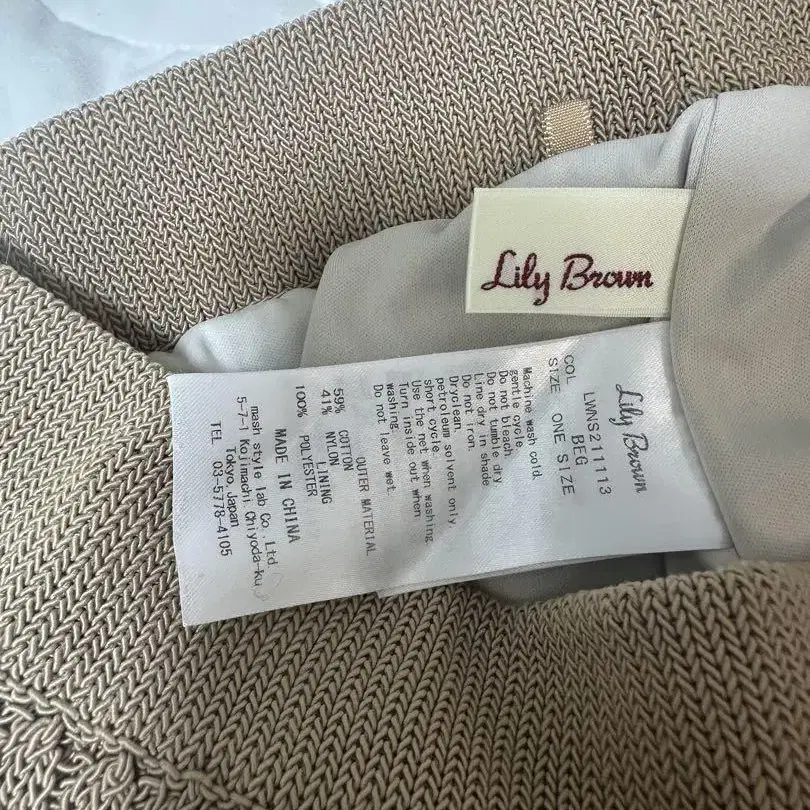 Lily Brown
Lily Brown
LWNS211113
COL BEG
SIZE ONE SIZE
Machine wash cold
gentle cycle.
Do not bleach.
Do not tumble dry
Line dry in shade
Do not iron.
Dryclean,
petroleum solvent only,
short cycle.
Use the net when washing.
Turn inside out when
washing.
Do not leave wet.
OUTER MATERIAL
59% COTTON
41% NYLON
LINING
100% POLYESTER
MADE IN CHINA
mash style lab Co.,Ltd.
5-7-1 Kojimachi Chiyoda-ku,
Tokyo, Japan
TEL 03-5778-4105